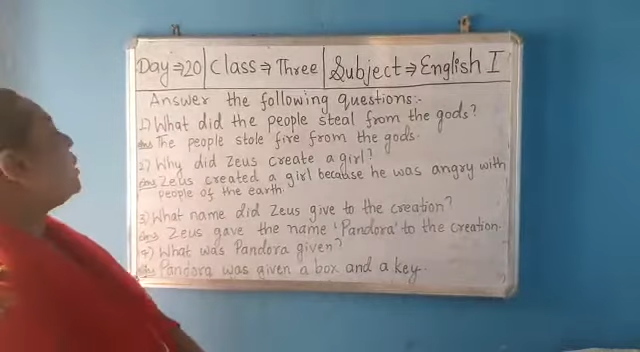 Day ⇒ 20 | Class ⇒ Three | Subject ⇒ English I
Answer the following questions:-
1) What did the people steal from the gods?
Ans The people stole fire from the gods.
2) Why did Zeus create a girl?
Ans Zeus created a girl because he was angry with
people of the earth.
3) What name did Zeus give to the creation?
Ans Zeus gave the name 'Pandora' to the creation.
4) What was Pandora given?
Ans Pandora was given a box and a key.